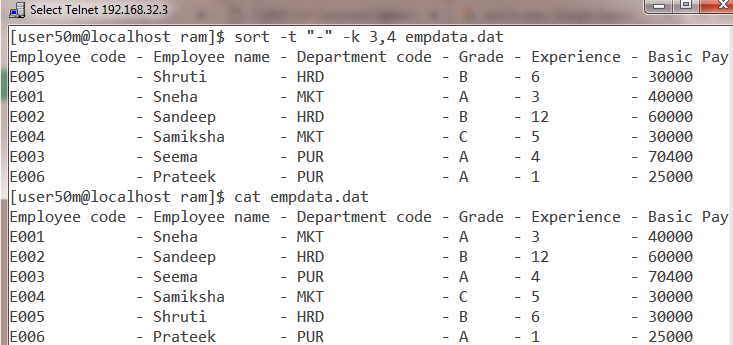 Select Telnet 192.168.32.3
[user50m@localhost ram]$ sort -t "-" -k 3,4 empdata.dat
Employee code - Employee name - Department code - Grade - Experience - Basic Pay
E005 - Shruti - HRD - B - 6 - 30000
E001 - Sneha - MKT - A - 3 - 40000
E002 - Sandeep - HRD - B - 12 - 60000
E004 - Samiksha - MKT - C - 5 - 30000
E003 - Seema - PUR - A - 4 - 70400
E006 - Prateek - PUR - A - 1 - 25000
[user50m@localhost ram]$ cat empdata.dat
Employee code - Employee name - Department code - Grade - Experience - Basic Pay
E001 - Sneha - MKT - A - 3 - 40000
E002 - Sandeep - HRD - B - 12 - 60000
E003 - Seema - PUR - A - 4 - 70400
E004 - Samiksha - MKT - C - 5 - 30000
E005 - Shruti - HRD - B - 6 - 30000
E006 - Prateek - PUR - A - 1 - 25000